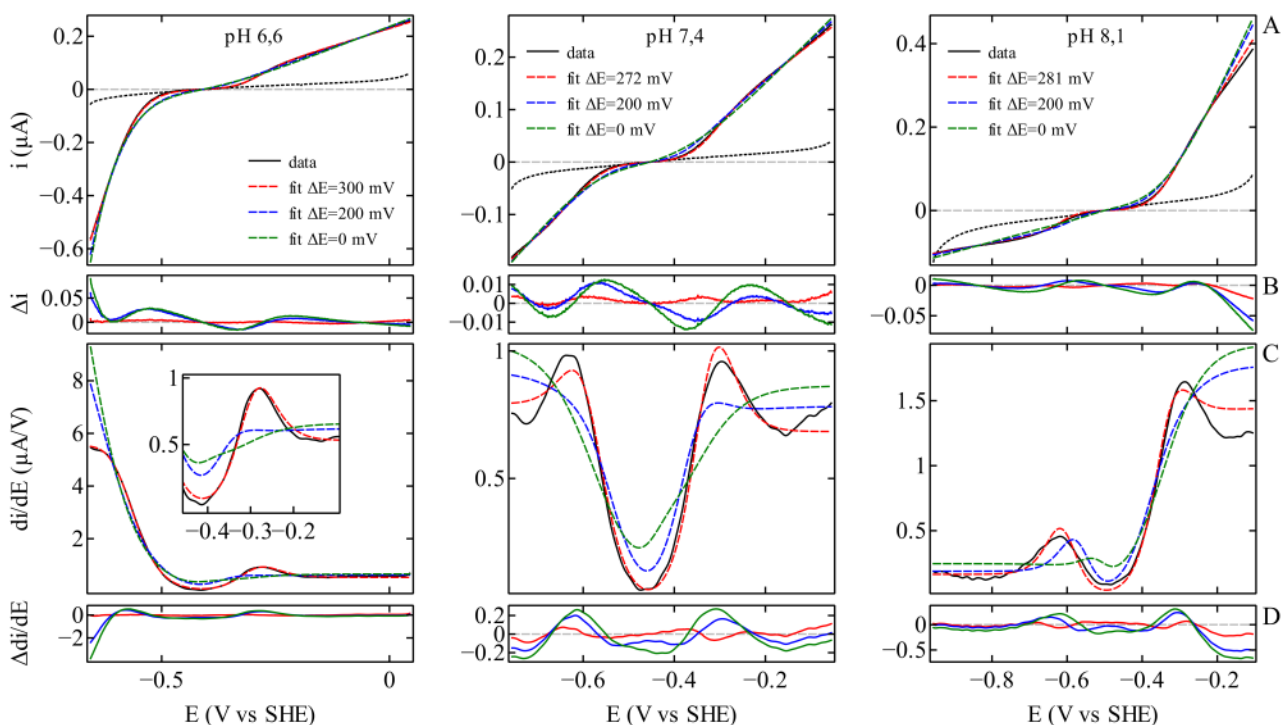 pH 6,6
pH 7,4
pH 8,1
A
i (μA)
0.2
0
−0.2
−0.4
−0.6
data
fit ΔE=300 mV
fit ΔE=200 mV
fit ΔE=0 mV
0.2
0.1
0
−0.1
data
fit ΔE=272 mV
fit ΔE=200 mV
fit ΔE=0 mV
0.4
0.2
0
data
fit ΔE=281 mV
fit ΔE=200 mV
fit ΔE=0 mV
B
Δi
0.05
0
0.01
0
−0.01
0
−0.05
C
di/dE (μA/V)
8
6
4
2
1
0.5
−0.4
−0.3
−0.2
1
0.5
1.5
1
0.5
0
D
Δdi/dE
0
−2
0.2
0
−0.2
0
−0.5
−0.5
0
−0.6
−0.4
−0.2
−0.8
−0.6
−0.4
−0.2
E (V vs SHE)
E (V vs SHE)
E (V vs SHE)